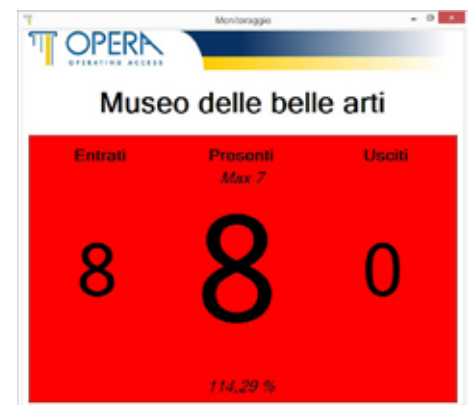 Monitoraggio
OPERA
OPERATING ACCESS
Museo delle belle arti
Entrati Presenti Usciti
Max 7
8 8 0
114,29 %